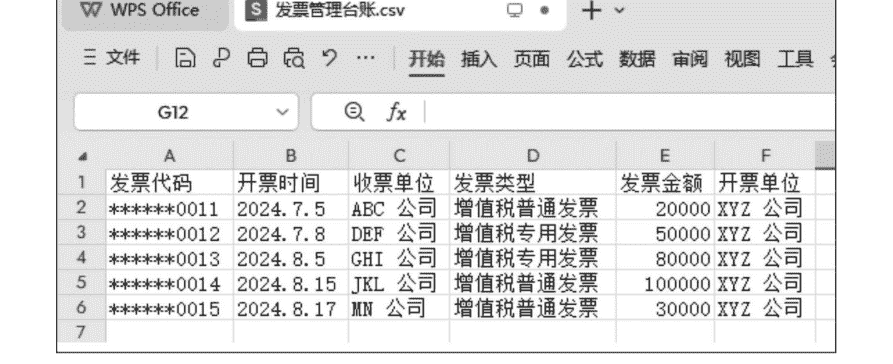 WPS Office S 发票管理台账.csv
三 文件 ··· 开始 插入 页面 公式 数据 审阅 视图 工具
G12 fx
A B C D E F
1 发票代码 开票时间 收票单位 发票类型 发票金额 开票单位
2 ******0011 2024.7.5 ABC 公司 增值税普通发票 20000 XYZ 公司
3 ******0012 2024.7.8 DEF 公司 增值税专用发票 50000 XYZ 公司
4 ******0013 2024.8.5 GHI 公司 增值税专用发票 80000 XYZ 公司
5 ******0014 2024.8.15 JKL 公司 增值税普通发票 100000 XYZ 公司
6 ******0015 2024.8.17 MN 公司 增值税普通发票 30000 XYZ 公司
7